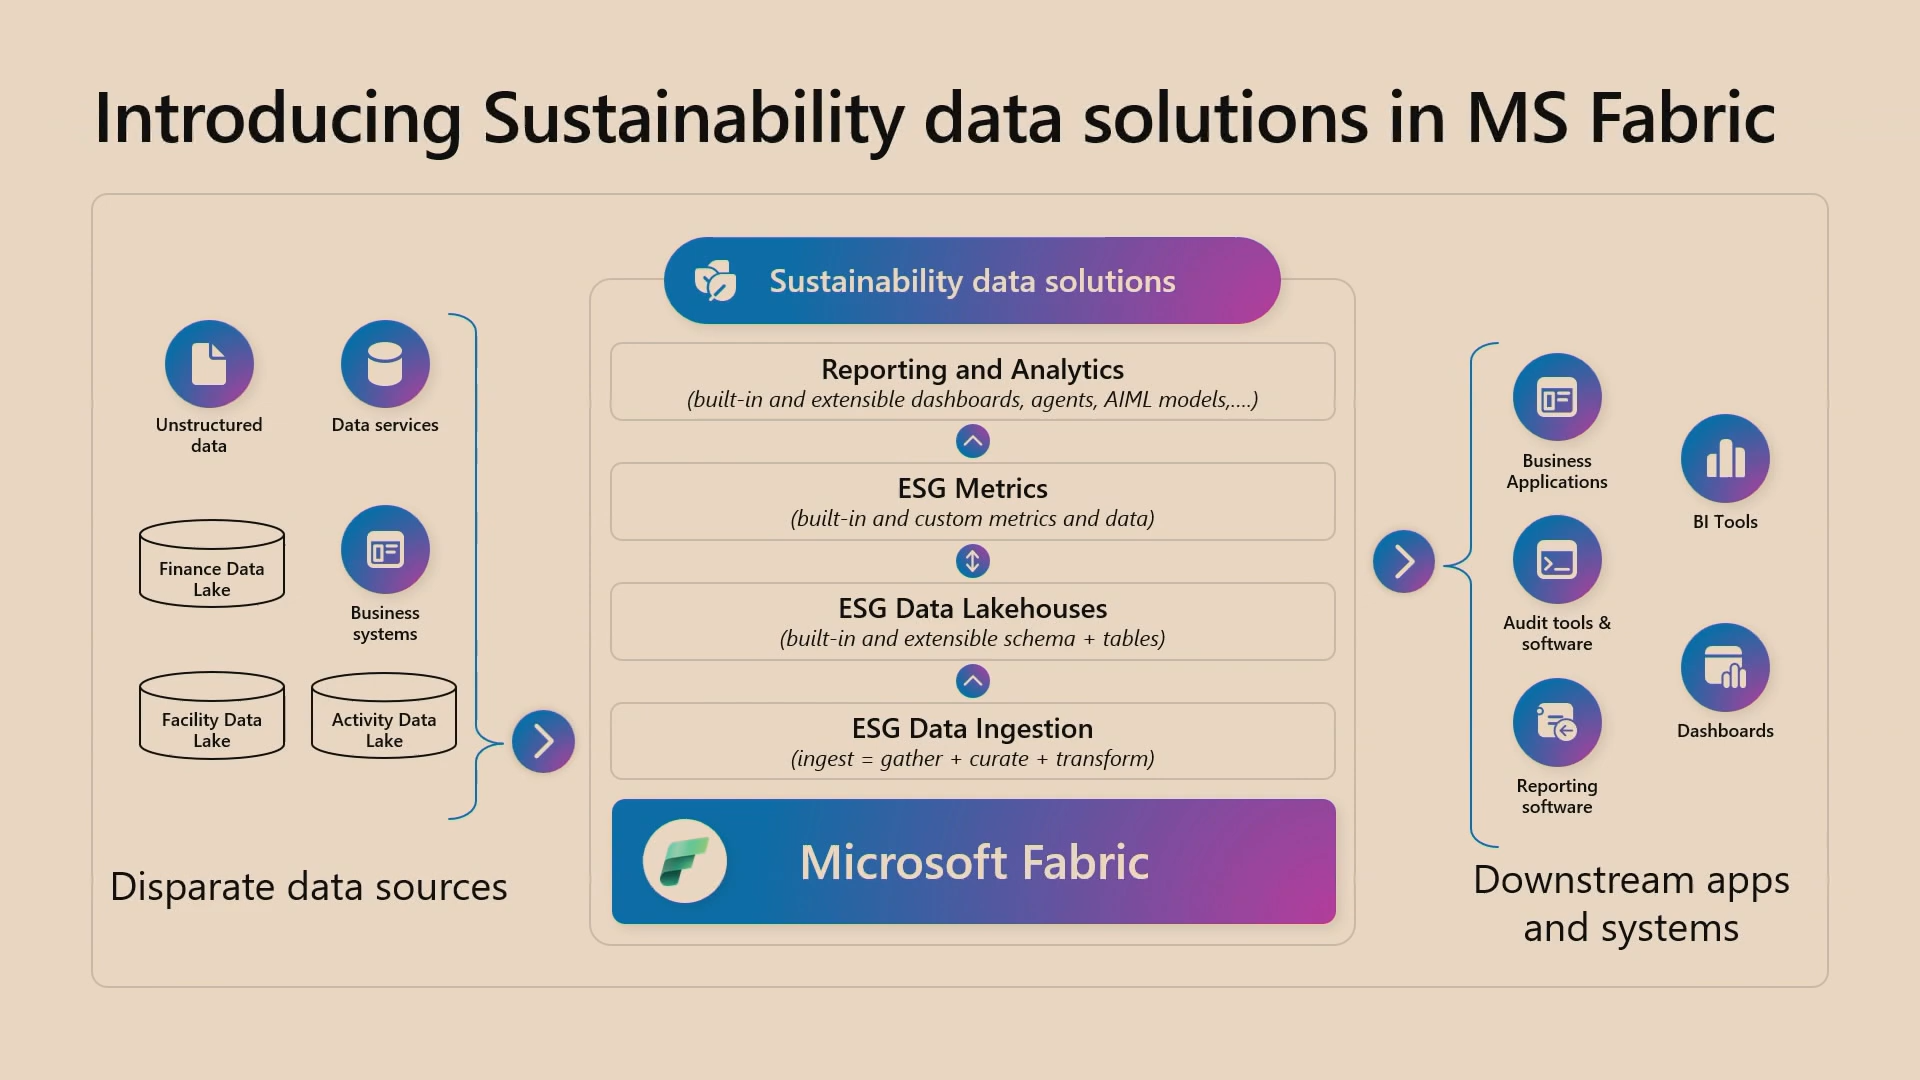 Introducing Sustainability data solutions in MS Fabric
Unstructured
data
Data services
Finance Data
Lake
Business
systems
Facility Data
Lake
Activity Data
Lake
Disparate data sources
Sustainability data solutions
Reporting and Analytics
(built-in and extensible dashboards, agents, AIML models,....)
ESG Metrics
(built-in and custom metrics and data)
ESG Data Lakehouses
(built-in and extensible schema + tables)
ESG Data Ingestion
(ingest = gather + curate + transform)
Microsoft Fabric
Business
Applications
BI Tools
Audit tools &
software
Dashboards
Reporting
software
Downstream apps
and systems